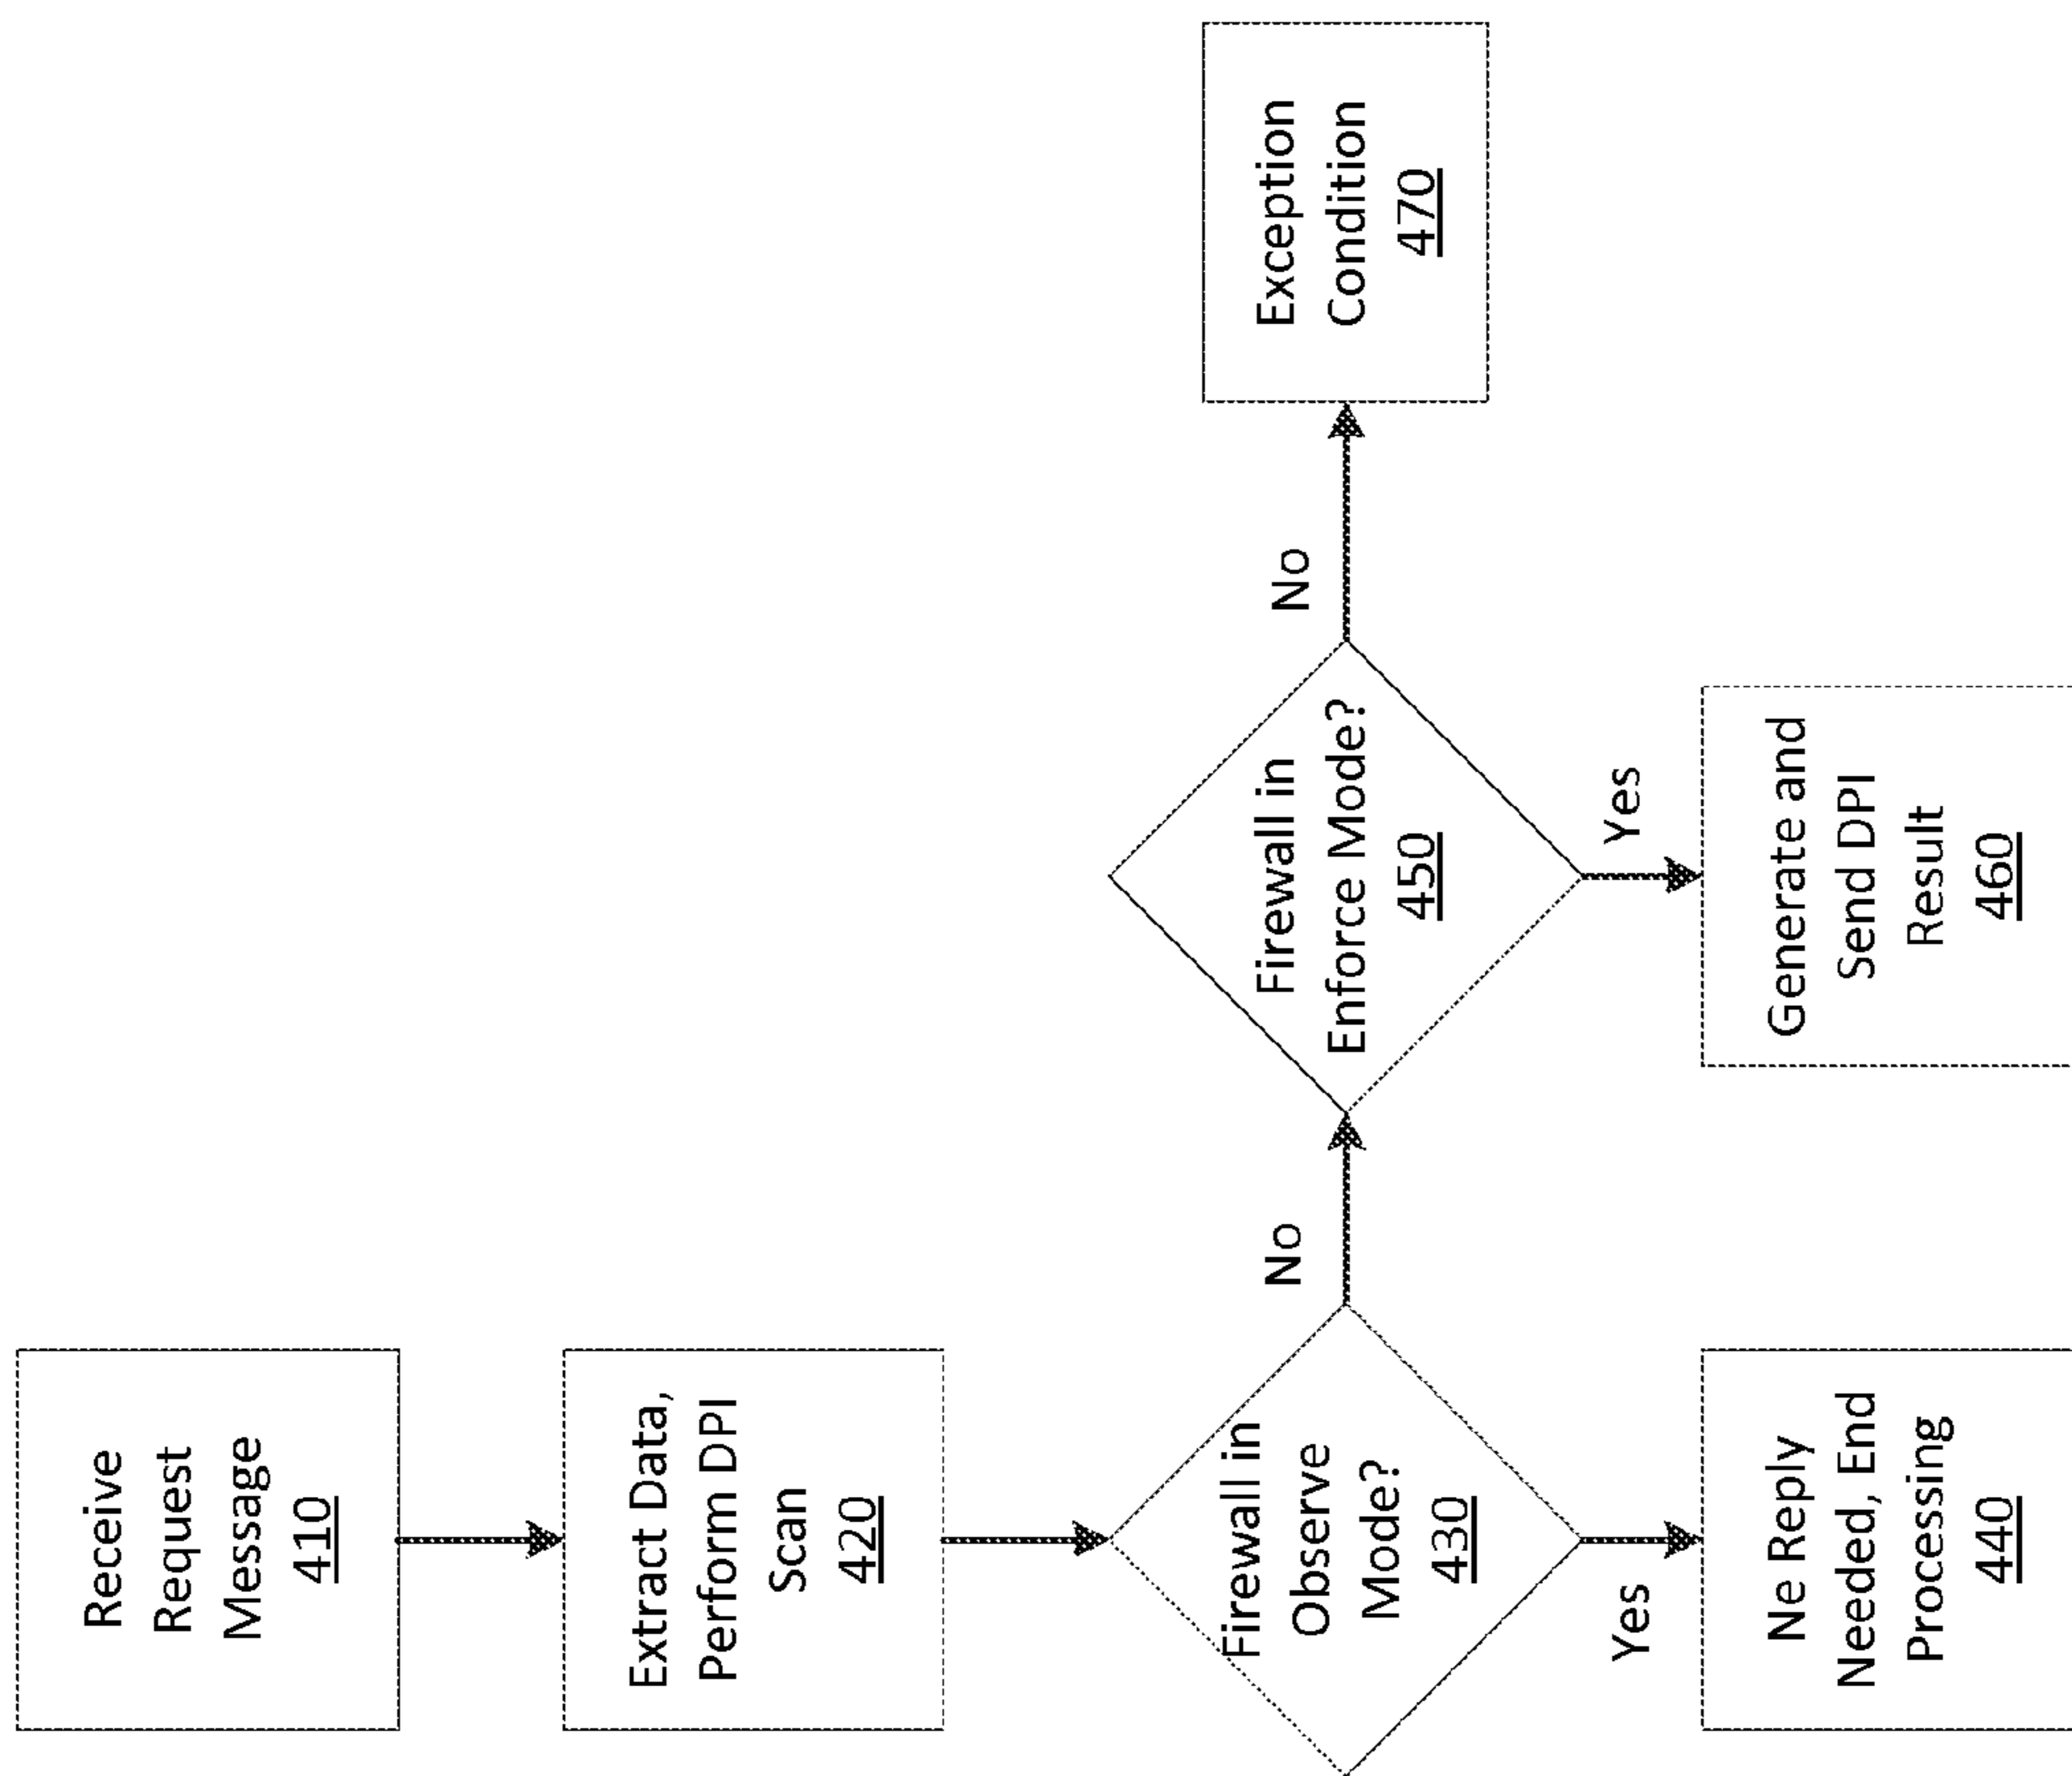 Receive
Request
Message
410
Extract Data,
Perform DPI
Scan
420
Firewall in
Observe
Mode?
430
Yes
No
Ne Reply
Needed, End
Processing
440
Firewall in
Enforce Mode?
450
Yes
No
Generate and
Send DPI
Result
460
Exception
Condition
470